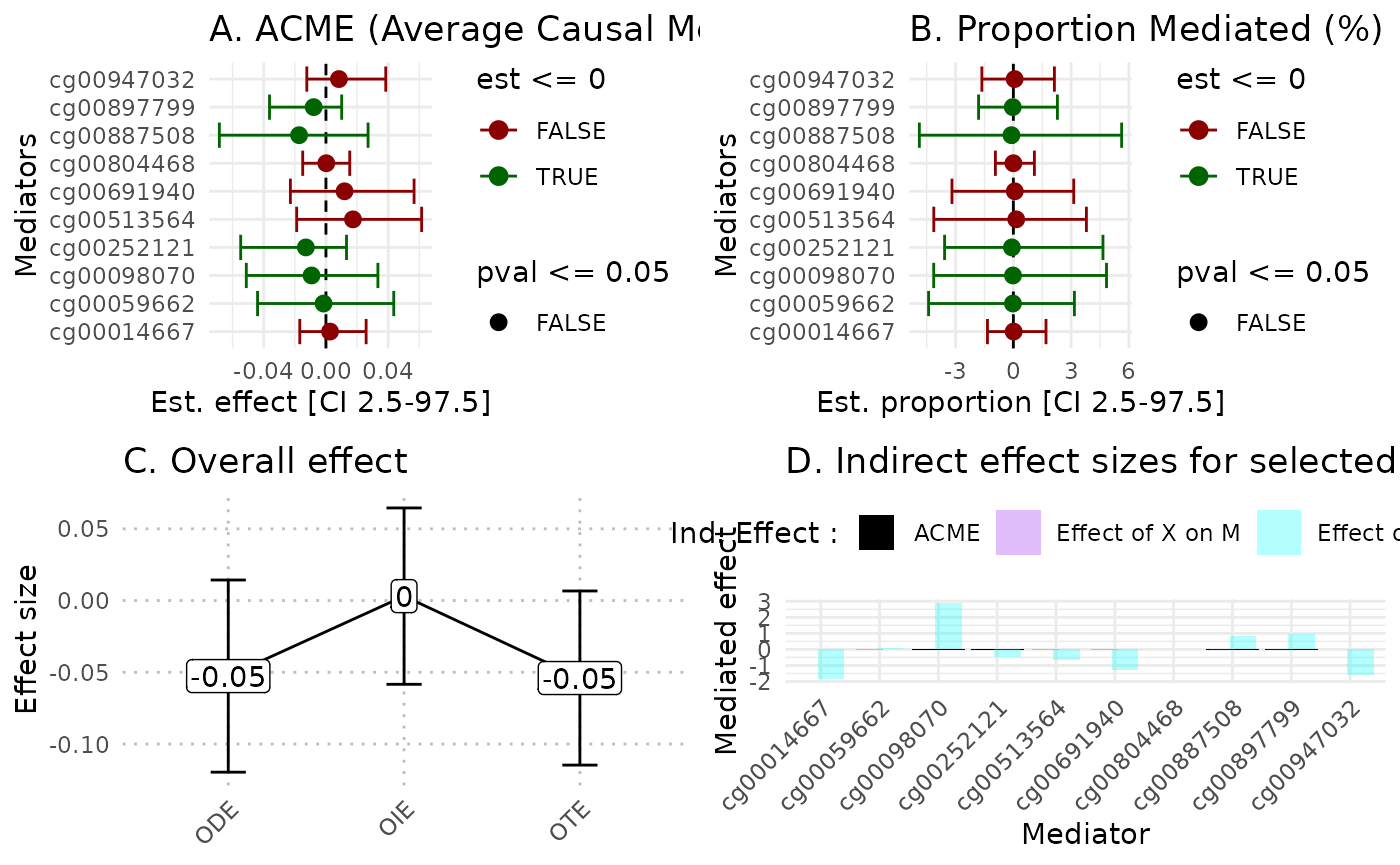 A. ACME (Average Causal Me
cg00947032
cg00897799
cg00887508
cg00804468
cg00691940
cg00513564
cg00252121
cg00098070
cg00059662
cg00014667
Mediators
-0.04 0.00 0.04
Est. effect [CI 2.5-97.5]
est <= 0
FALSE
TRUE
pval <= 0.05
FALSE
B. Proportion Mediated (%)
cg00947032
cg00897799
cg00887508
cg00804468
cg00691940
cg00513564
cg00252121
cg00098070
cg00059662
cg00014667
Mediators
-3 0 3 6
Est. proportion [CI 2.5-97.5]
est <= 0
FALSE
TRUE
pval <= 0.05
FALSE
C. Overall effect
0.05
0.00
-0.05
-0.10
Effect size
-0.05
0
-0.05
ODE
OIE
OTE
D. Indirect effect sizes for selected
Ind. Effect :
ACME
Effect of X on M
Effect o
Mediated effect
3
2
1
0
-1
-2
cg00014667
cg00059662
cg00098070
cg00252121
cg00513564
cg00691940
cg00804468
cg00887508
cg00897799
cg00947032
Mediator